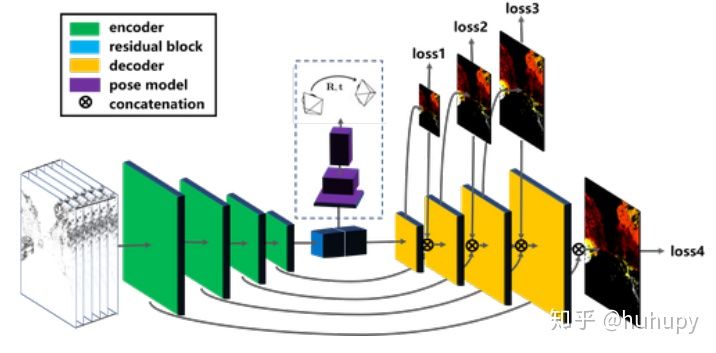 encoder
residual block
decoder
pose model
concatenation
R, t
loss1
loss2
loss3
loss4
知乎 @huhupy